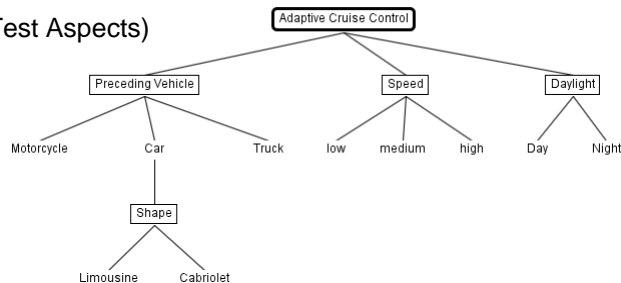 Test Aspects)
Adaptive Cruise Control
Preceding Vehicle Speed Daylight
Motorcycle Car Truck low medium high Day Night
Shape
Limousine Cabriolet